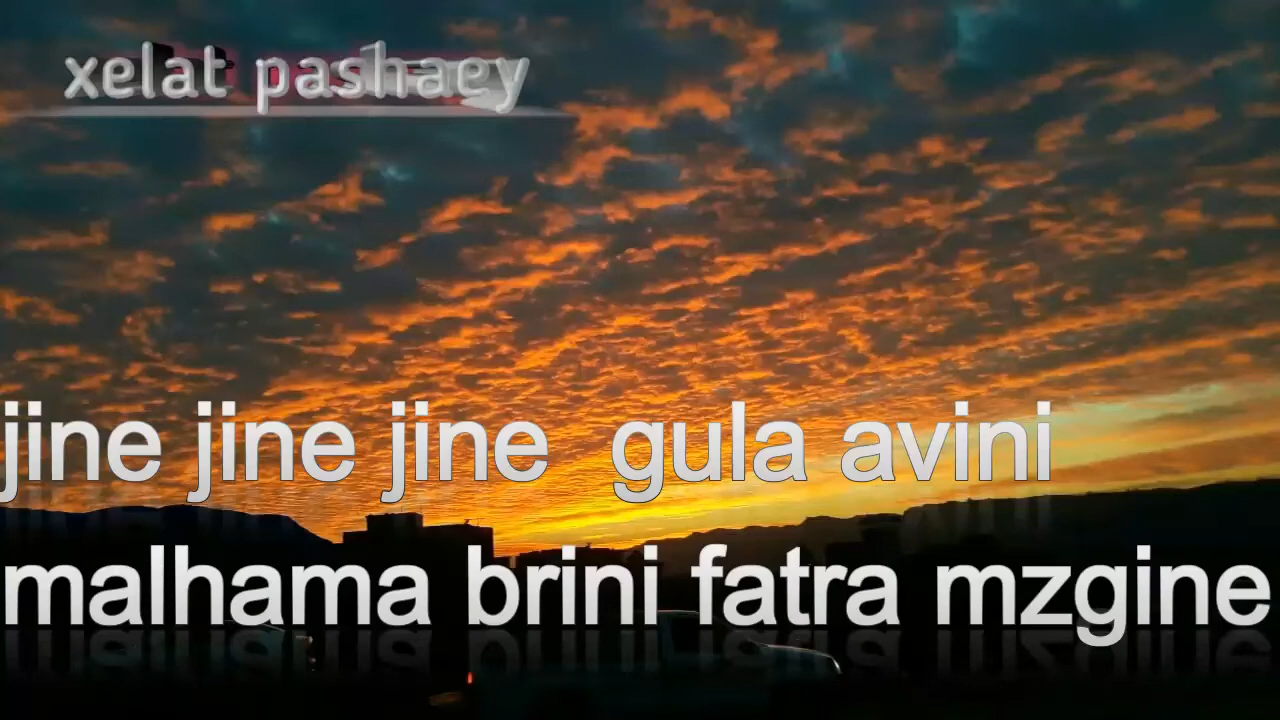 xelat pashaey
jine jine jine gula avini
malhama brini fatra mzgine